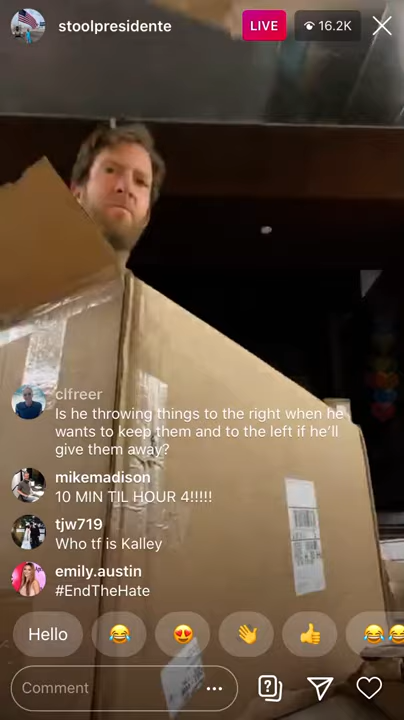 stoolpresidente
LIVE
16.2K
clfreer
Is he throwing things to the right when he
wants to keep them and to the left if he'll
give them away?
mikemadison
10 MIN TIL HOUR 4!!!!!
tjw719
Who tf is Kalley
emily.austin
#EndTheHate
Hello
Comment